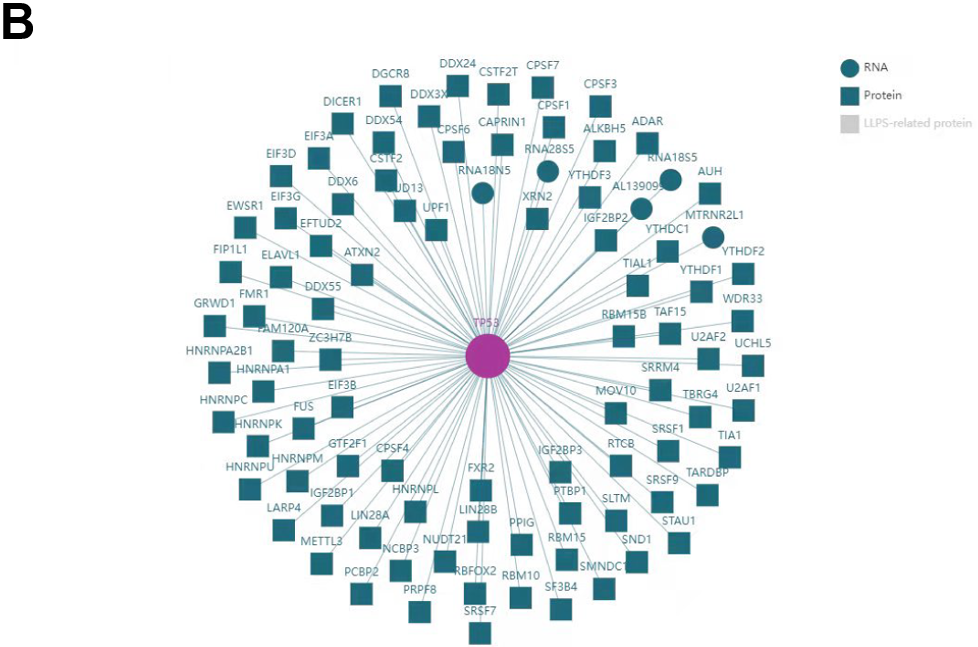 B
DDX24
CPSF7
CSTF2T
DGCR8
CPSF3
DDX3X
DICER1
CPSF1
DDX54
CAPRIN1
ADAR
CPSF6
ALKBH5
EIF3A
RNA28S5
EIF3D
CSTF2
RNA18S5
RNA18N5
YTHDF3
AUH
DDX6
UD13
AL13909
EIF3G
XRN2
EWSR1
UPF1
IGF2BP2
MTRNR2L1
EFTUD2
YTHDC1
FIP1L1
ELAVL1
ATXN2
YTHDF2
TIAL1
YTHDF1
DDX55
FMR1
WDR33
GRWD1
RBM15B
TAF15
TP53
FAM120A
ZC3H7B
U2AF2
UCHL5
HNRNPA2B1
HNRNPA1
SRRM4
EIF3B
MOV10
TBRG4
U2AF1
HNRNPC
FUS
HNRNPK
SRSF1
TIA1
GTF2F1
CPSF4
IGF2BP3
RTCB
HNRNPU
HNRNPM
FXR2
TARDBP
IGF2BP1
HNRNPL
PTBP1
SRSF9
SLTM
LARP4
LIN28A
LIN28B
PPIG
STAU1
METTL3
NCBP3
NUDT21
RBM15
SND1
PCBP2
RBFOX2
RBM10
SMNDC1
PRPF8
SF3B4
SRSF7
RNA
Protein
LLPS-related protein